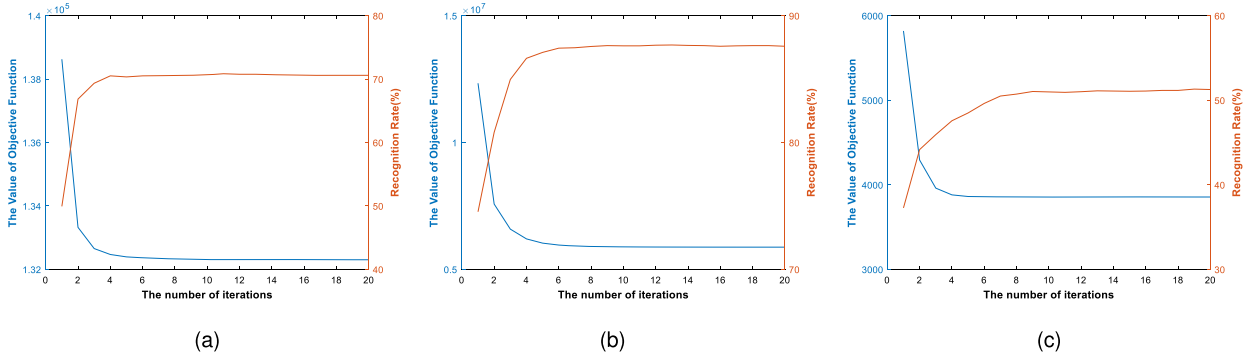 1.4 × 10^5
80
1.38
70
1.36
60
1.34
50
1.32
40
0 2 4 6 8 10 12 14 16 18 20
The Value of Objective Function
Recognition Rate(%)
The number of iterations
(a)
1.5 × 10^7
90
1
80
0.5
70
0 2 4 6 8 10 12 14 16 18 20
The Value of Objective Function
Recognition Rate(%)
The number of iterations
(b)
6000
60
5000
50
4000
40
3000
30
0 2 4 6 8 10 12 14 16 18 20
The Value of Objective Function
Recognition Rate(%)
The number of iterations
(c)